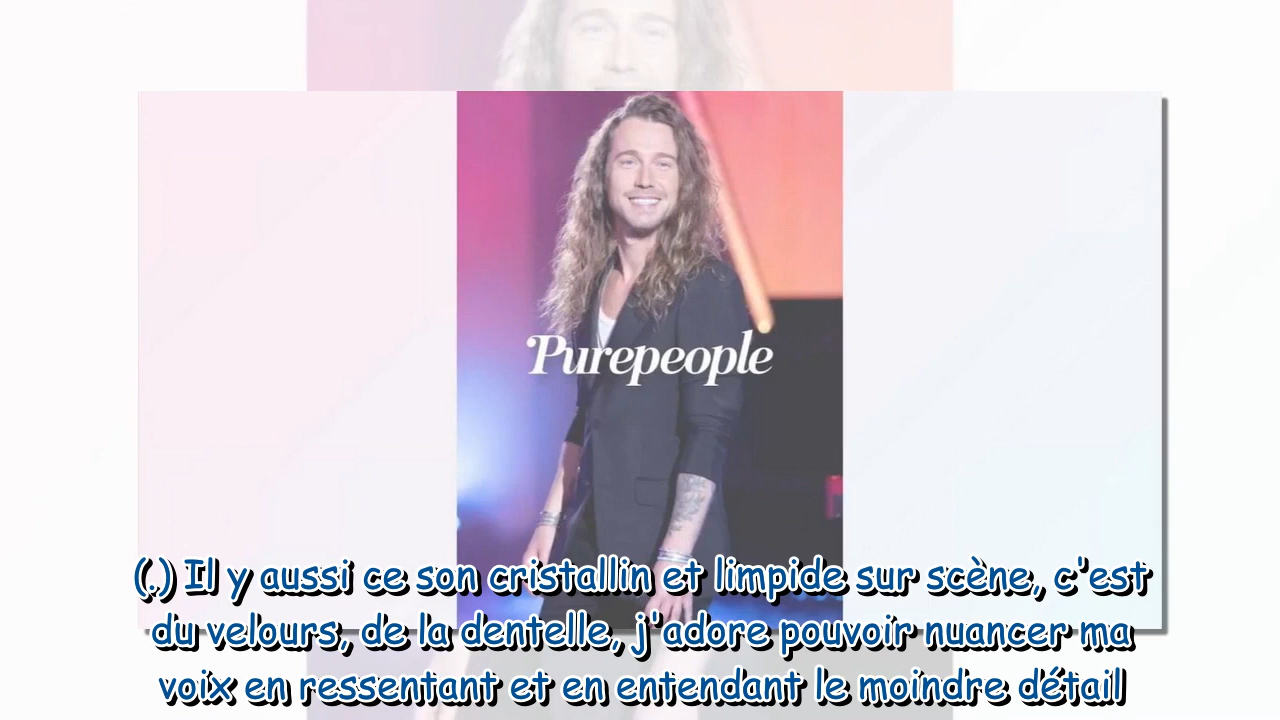 Purepeople
(.) Il y aussi ce son cristallin et limpide sur scène, c'est
du velours, de la dentelle, j'adore pouvoir nuancer ma
voix en ressentant et en entendant le moindre détail